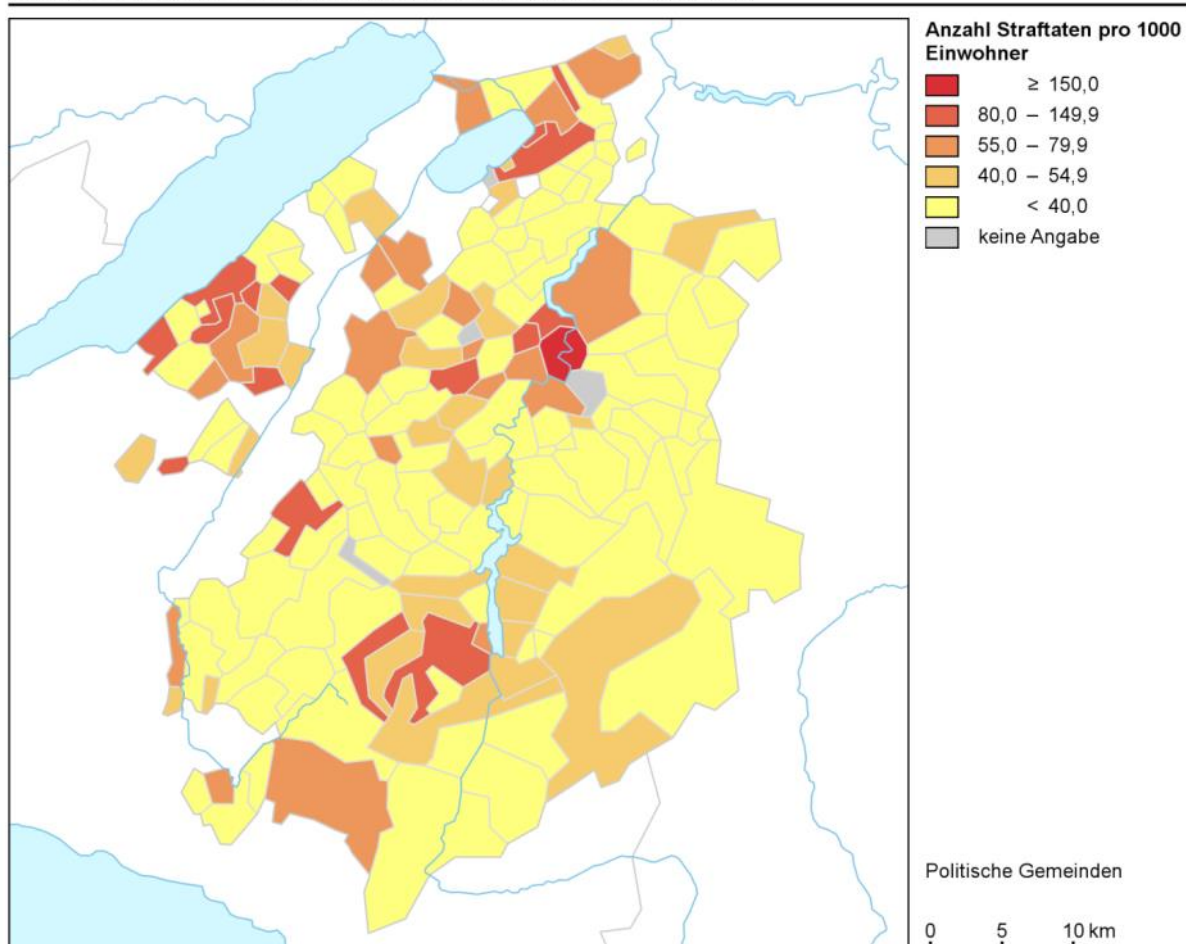 Anzahl Straftaten pro 1000
Einwohner
≥ 150,0
80,0 – 149,9
55,0 – 79,9
40,0 – 54,9
< 40,0
keine Angabe
Politische Gemeinden
0 5 10 km